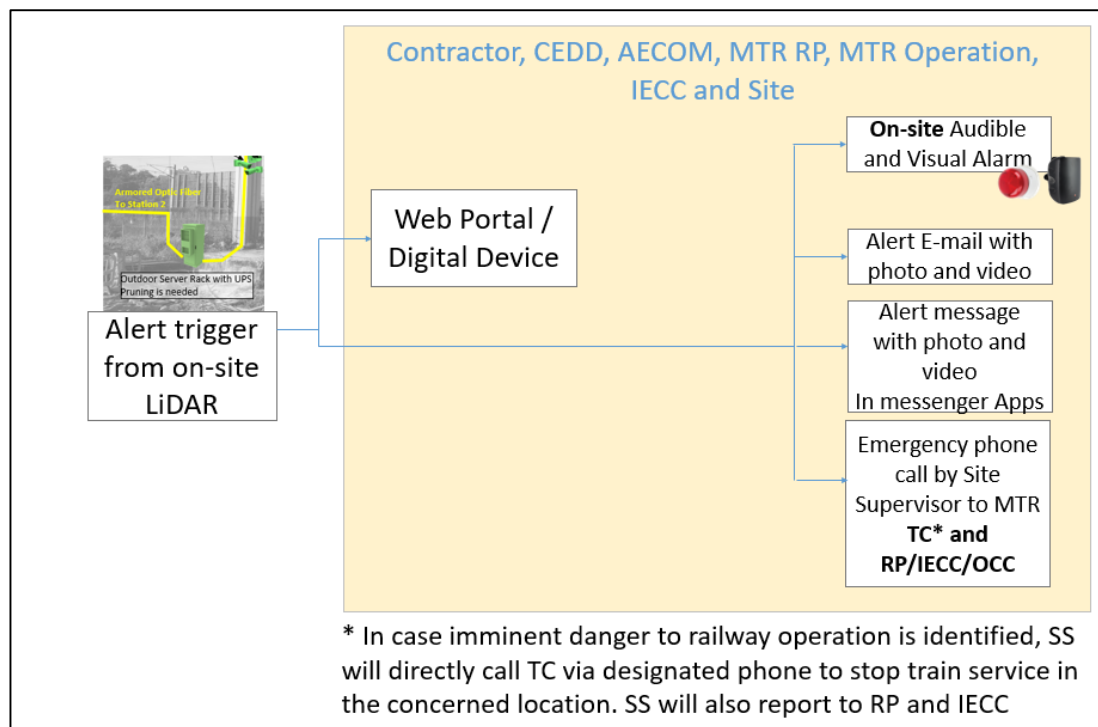 Contractor, CEDD, AECOM, MTR RP, MTR Operation,
IECC and Site
Armored Optic Fiber
To Station 2
Outdoor Server Rack with UPS
Pruning is needed
Alert trigger
from on-site
LiDAR
Web Portal /
Digital Device
On-site Audible
and Visual Alarm
Alert E-mail with
photo and video
Alert message
with photo and
video
In messenger Apps
Emergency phone
call by Site
Supervisor to MTR
TC* and
RP/IECC/OCC
* In case imminent danger to railway operation is identified, SS
will directly call TC via designated phone to stop train service in
the concerned location. SS will also report to RP and IECC